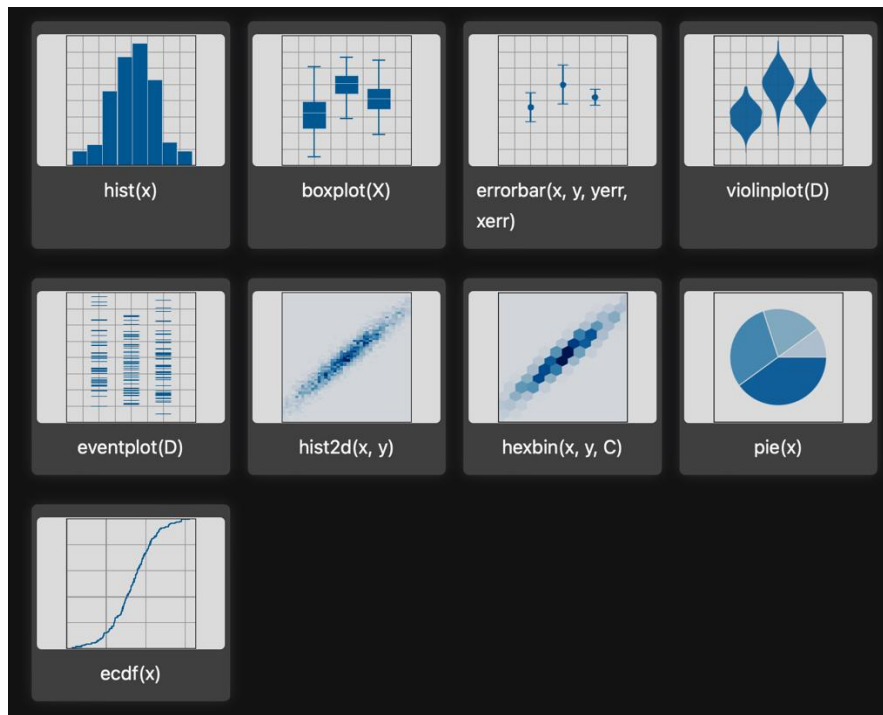 hist(x)
boxplot(X)
errorbar(x, y, yerr,
xerr)
violinplot(D)
eventplot(D)
hist2d(x, y)
hexbin(x, y, C)
pie(x)
ecdf(x)